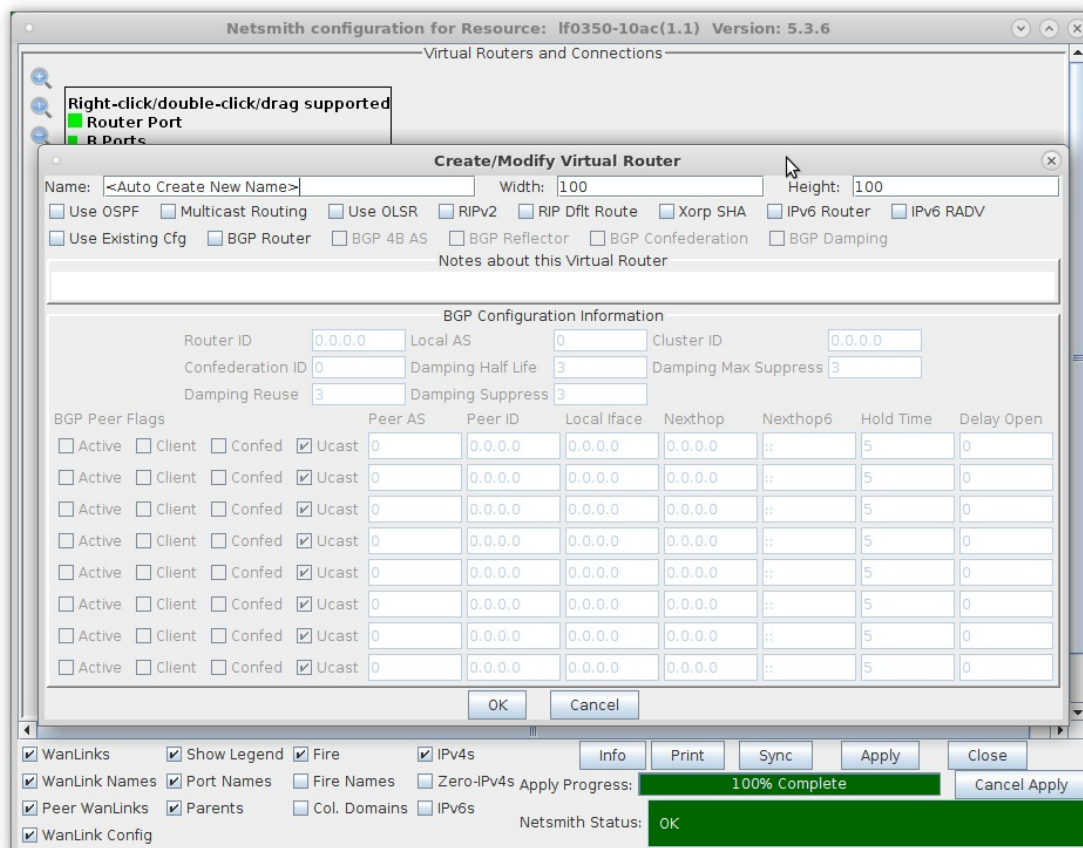 Netsmith configuration for Resource: lf0350-10ac(1.1) Version: 5.3.6
Virtual Routers and Connections
Right-click/double-click/drag supported
Router Port
R Ports
Create/Modify Virtual Router
Name: <Auto Create New Name> Width: 100 Height: 100
Use OSPF Multicast Routing Use OLSR RIPv2 RIP Dflt Route Xorp SHA IPv6 Router IPv6 RADV
Use Existing Cfg BGP Router BGP 4B AS BGP Reflector BGP Confederation BGP Damping
Notes about this Virtual Router
BGP Configuration Information
Router ID 0.0.0.0 Local AS 0 Cluster ID 0.0.0.0
Confederation ID 0 Damping Half Life 3 Damping Max Suppress 3
Damping Reuse 3 Damping Suppress 3
BGP Peer Flags Peer AS Peer ID Local Iface Nexthop Nexthop6 Hold Time Delay Open
Active Client Confed Ucast 0 0.0.0.0 0.0.0.0 0.0.0.0 :: 5 0
Active Client Confed Ucast 0 0.0.0.0 0.0.0.0 0.0.0.0 :: 5 0
Active Client Confed Ucast 0 0.0.0.0 0.0.0.0 0.0.0.0 :: 5 0
Active Client Confed Ucast 0 0.0.0.0 0.0.0.0 0.0.0.0 :: 5 0
Active Client Confed Ucast 0 0.0.0.0 0.0.0.0 0.0.0.0 :: 5 0
Active Client Confed Ucast 0 0.0.0.0 0.0.0.0 0.0.0.0 :: 5 0
Active Client Confed Ucast 0 0.0.0.0 0.0.0.0 0.0.0.0 :: 5 0
Active Client Confed Ucast 0 0.0.0.0 0.0.0.0 0.0.0.0 :: 5 0
OK Cancel
WanLinks Show Legend Fire IPv4s Info Print Sync Apply Close
WanLink Names Port Names Fire Names Zero-IPv4s Apply Progress: 100% Complete Cancel Apply
Peer WanLinks Parents Col. Domains IPv6s
WanLink Config Netsmith Status: OK